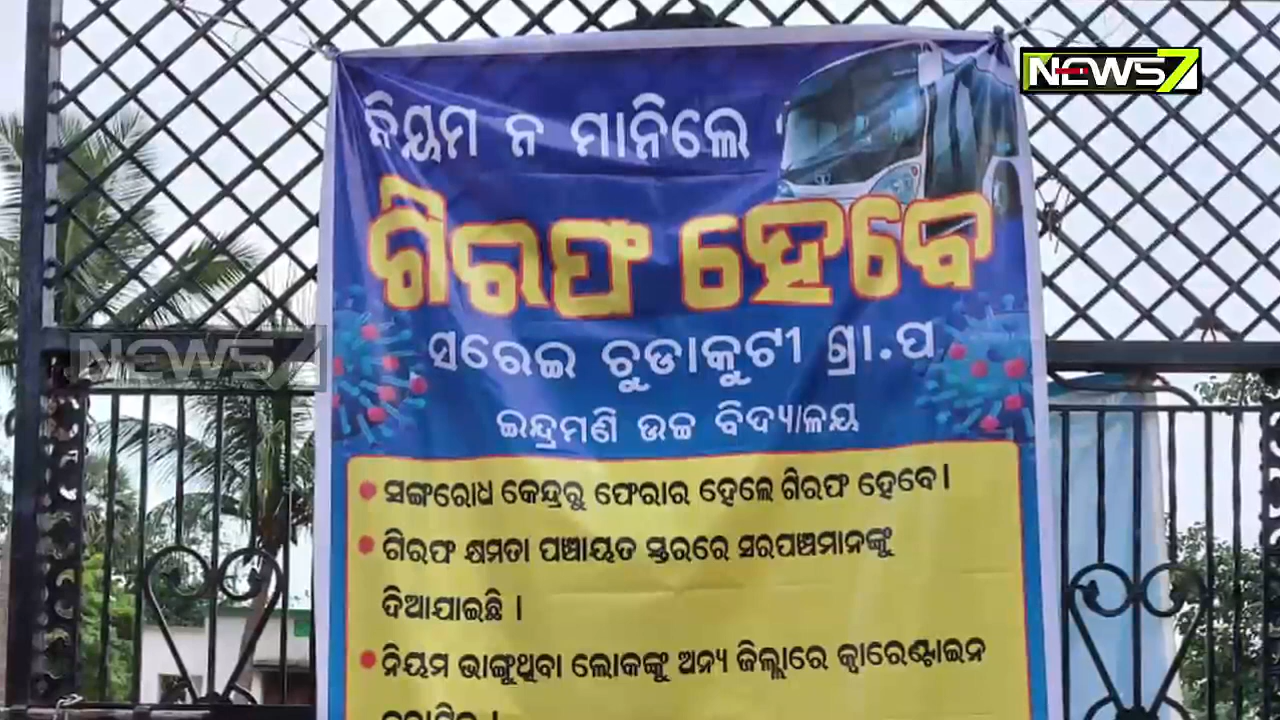 NEWS7
ନିୟମ ନ ମାନିଲେ
ଗିରଫ ହେବେ
ସରେଇ ଚୁଡାକୁଟୀ ଗ୍ରା.ପ
NEWS7
ଇନ୍ଦ୍ରମଣି ଉଚ୍ଚ ବିଦ୍ୟାଳୟ
• ସଙ୍ଗରୋଧ କେନ୍ଦ୍ରରୁ ଫେରାର ହେଲେ ଗିରଫ ହେବେ।
• ଗିରଫ କ୍ଷମତା ପଞ୍ଚାୟତ ସ୍ତରରେ ସରପଞ୍ଚମାନଙ୍କୁ
ଦିଆଯାଇଛି ।
• ନିୟମ ଭାଙ୍ଗୁଥିବା ଲୋକଙ୍କୁ ଅନ୍ୟ ଜିଲ୍ଲାରେ କ୍ୱାରେଣ୍ଟାଇନ